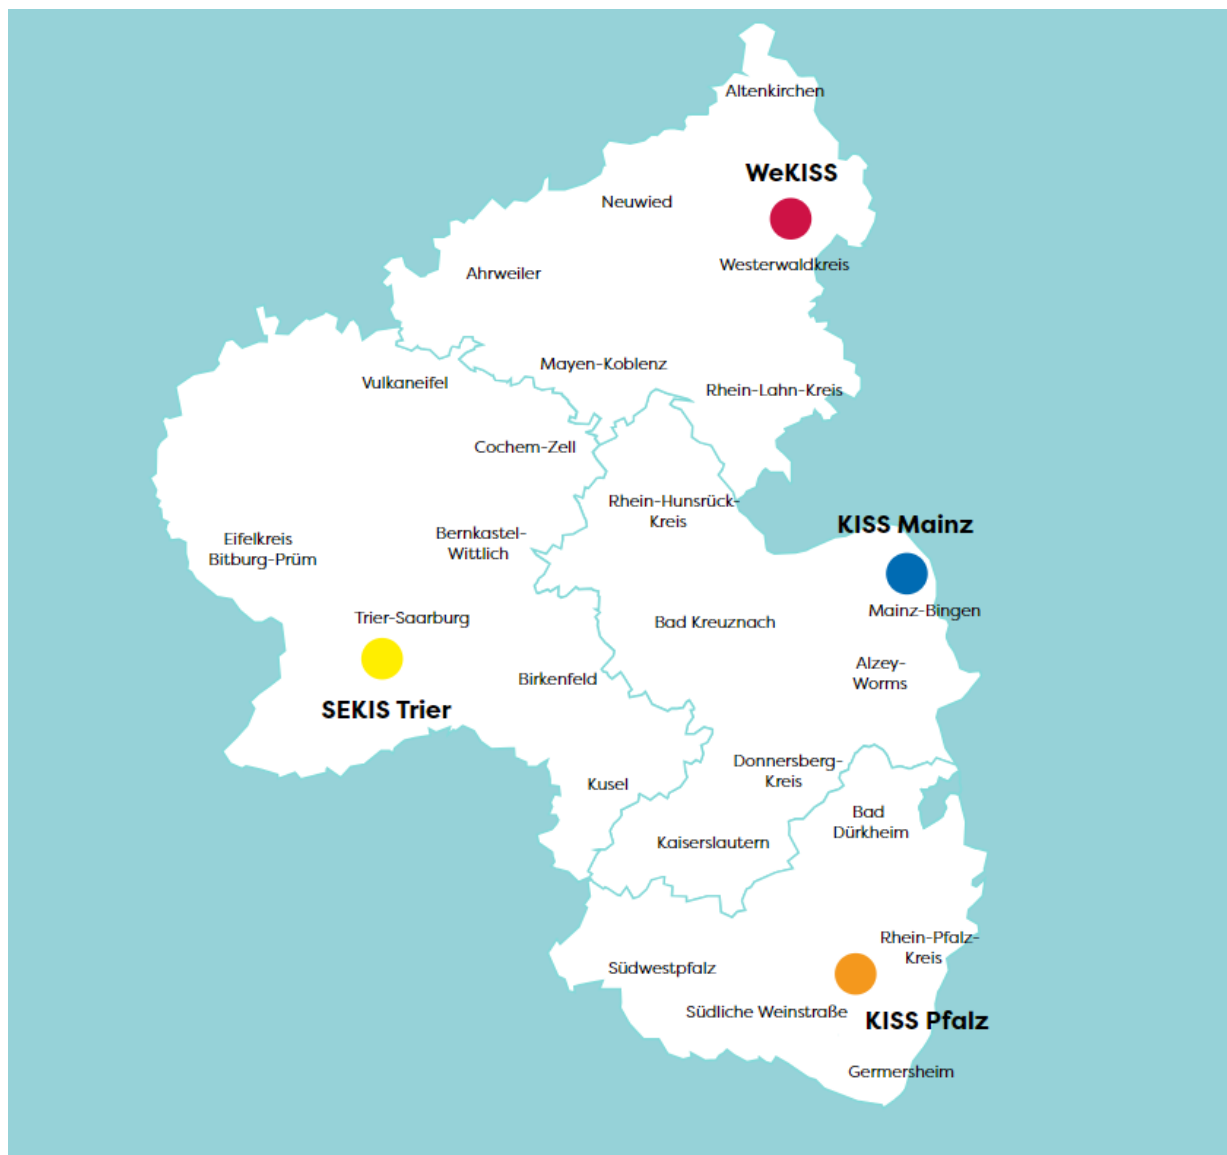 Altenkirchen
WeKISS
Neuwied
Westerwaldkreis
Ahrweiler
Mayen-Koblenz
Vulkaneifel
Rhein-Lahn-Kreis
Cochem-Zell
Rhein-Hunsrück-
Kreis
KISS Mainz
Eifelkreis
Bitburg-Prüm
Bernkastel-
Wittlich
Mainz-Bingen
Trier-Saarburg
Bad Kreuznach
Alzey-
Worms
Birkenfeld
SEKIS Trier
Donnersberg-
Kreis
Kusel
Bad
Dürkheim
Kaiserslautern
Rhein-Pfalz-
Kreis
Südwestpfalz
Südliche Weinstraße
KISS Pfalz
Germersheim